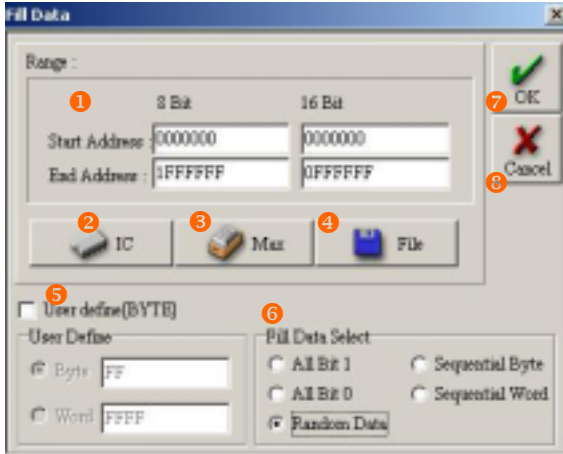 Fill Data
Range :
1
8 Bit 16 Bit
Start Address : 0000000 0000000
End Address : 1FFFFFF 0FFFFFF
7 OK
8 Cancel
2 IC 3 Max 4 File
5 User define(BYTE)
6
User Define
Byte FF
Word FFFF
Fill Data Select
All Bit 1 Sequential Byte
All Bit 0 Sequential Word
Random Data